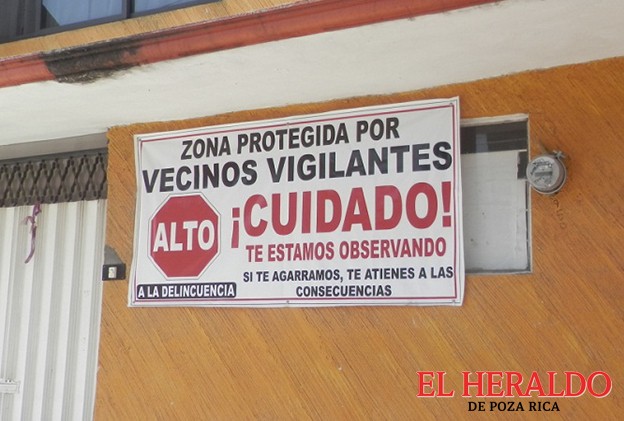 ZONA PROTEGIDA POR
VECINOS VIGILANTES
ALTO
¡CUIDADO!
TE ESTAMOS OBSERVANDO
A LA DELINCUENCIA
SI TE AGARRAMOS, TE ATIENES A LAS
CONSECUENCIAS
EL HERALDO
DE POZA RICA